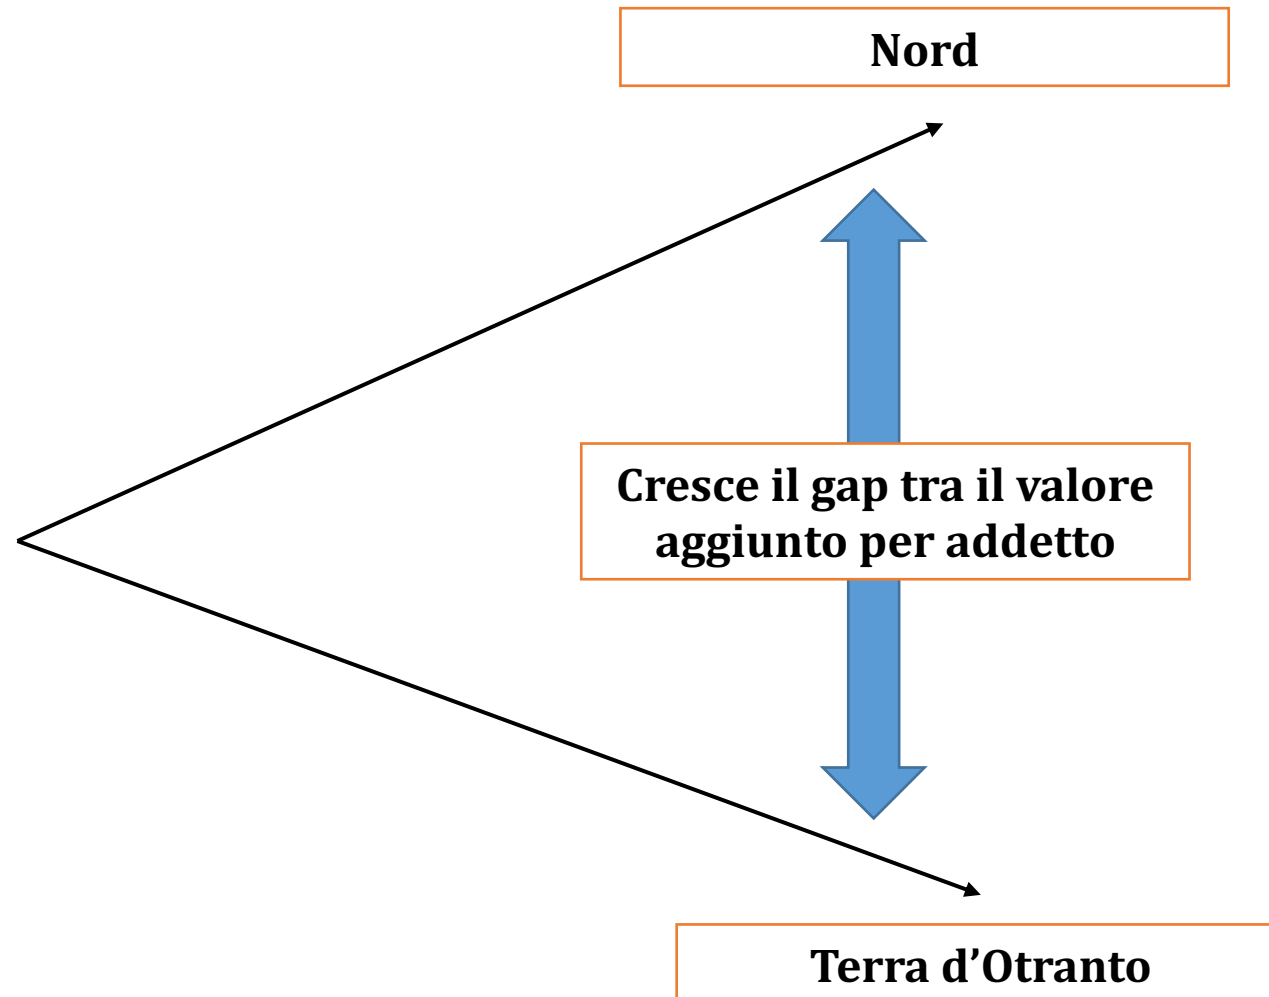 Nord
Cresce il gap tra il valore
aggiunto per addetto
Terra d’Otranto